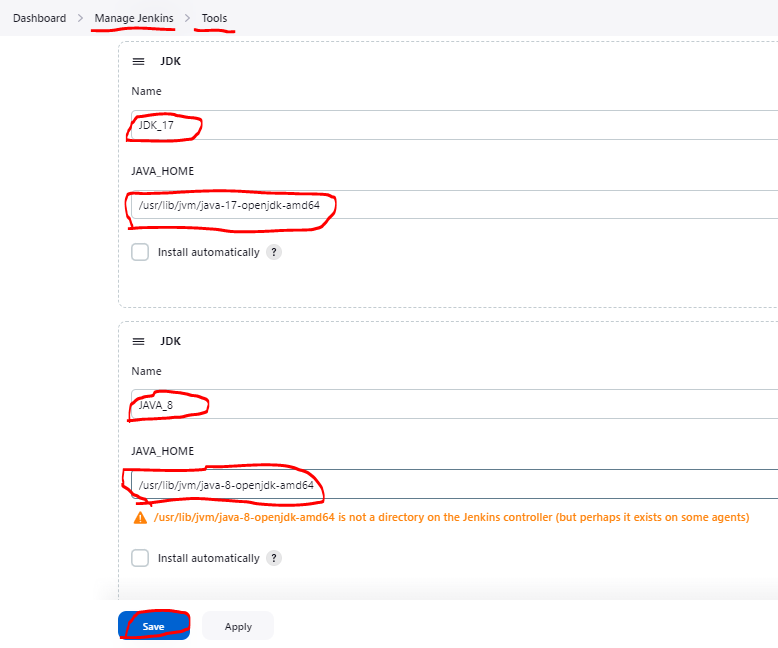 Dashboard > Manage Jenkins > Tools
JDK
Name
JDK_17
JAVA_HOME
/usr/lib/jvm/java-17-openjdk-amd64
Install automatically ?
JDK
Name
JAVA_8
JAVA_HOME
/usr/lib/jvm/java-8-openjdk-amd64
/usr/lib/jvm/java-8-openjdk-amd64 is not a directory on the Jenkins controller (but perhaps it exists on some agents)
Install automatically ?
Save Apply